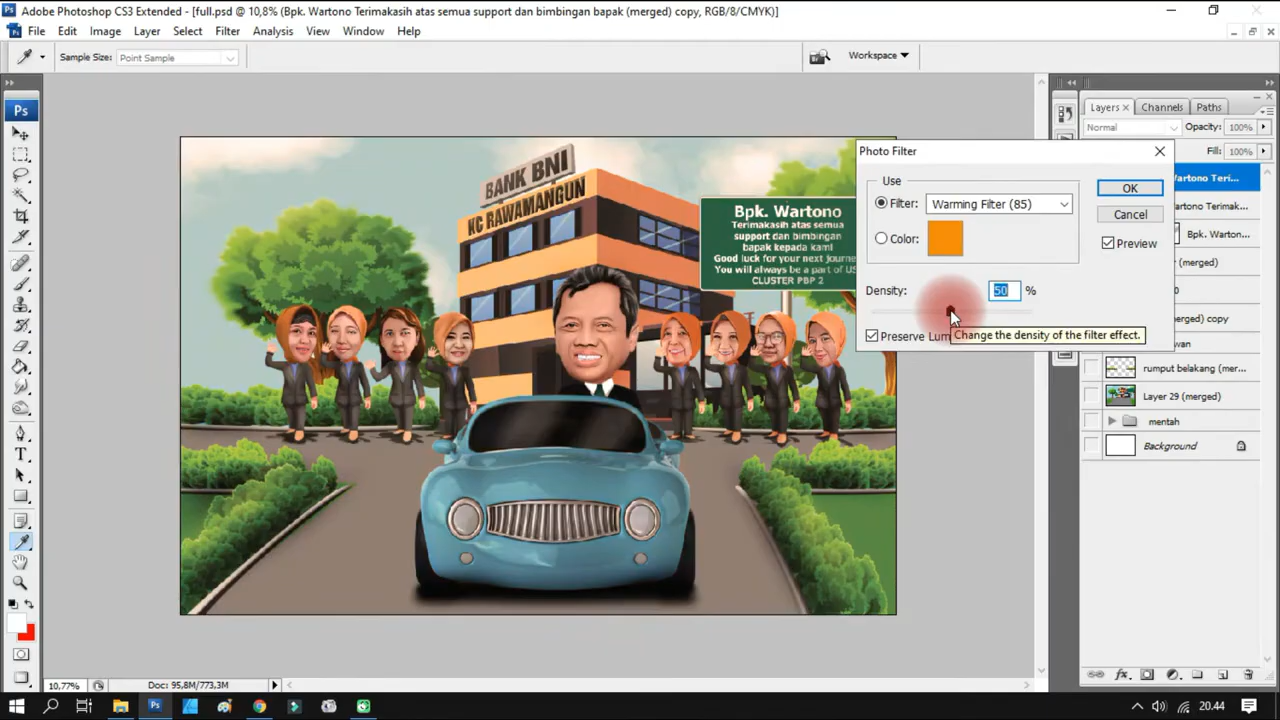 Adobe Photoshop CS3 Extended - [full.psd @ 10,8% (Bpk. Wartono Terimakasih atas semua support dan bimbingan bapak (merged) copy, RGB/8/CMYK)]
File Edit Image Layer Select Filter Analysis View Window Help
Sample Size: Point Sample
Workspace
Ps
Layers Channels Paths
Normal Opacity: 100%
Fill: 100%
Photo Filter
Use
Filter: Warming Filter (85)
Color:
OK
Cancel
Preview
Density: 50 %
Preserve Lum
Change the density of the filter effect.
BANK BNI
KC RAWAMANGUN
Bpk. Wartono
Terimakasih atas semua
support dan bimbingan
bapak kepada kami
Good luck for your next journe
You will always be a part of US
CLUSTER PBP 2
Wartono Teri...
Wartono Terimak...
Bpk. Warton...
er (merged)
0
(merged) copy
wan
rumput belakang (mer...
Layer 29 (merged)
mentah
Background
10,77% Doc: 95,8M/773,3M
20.44